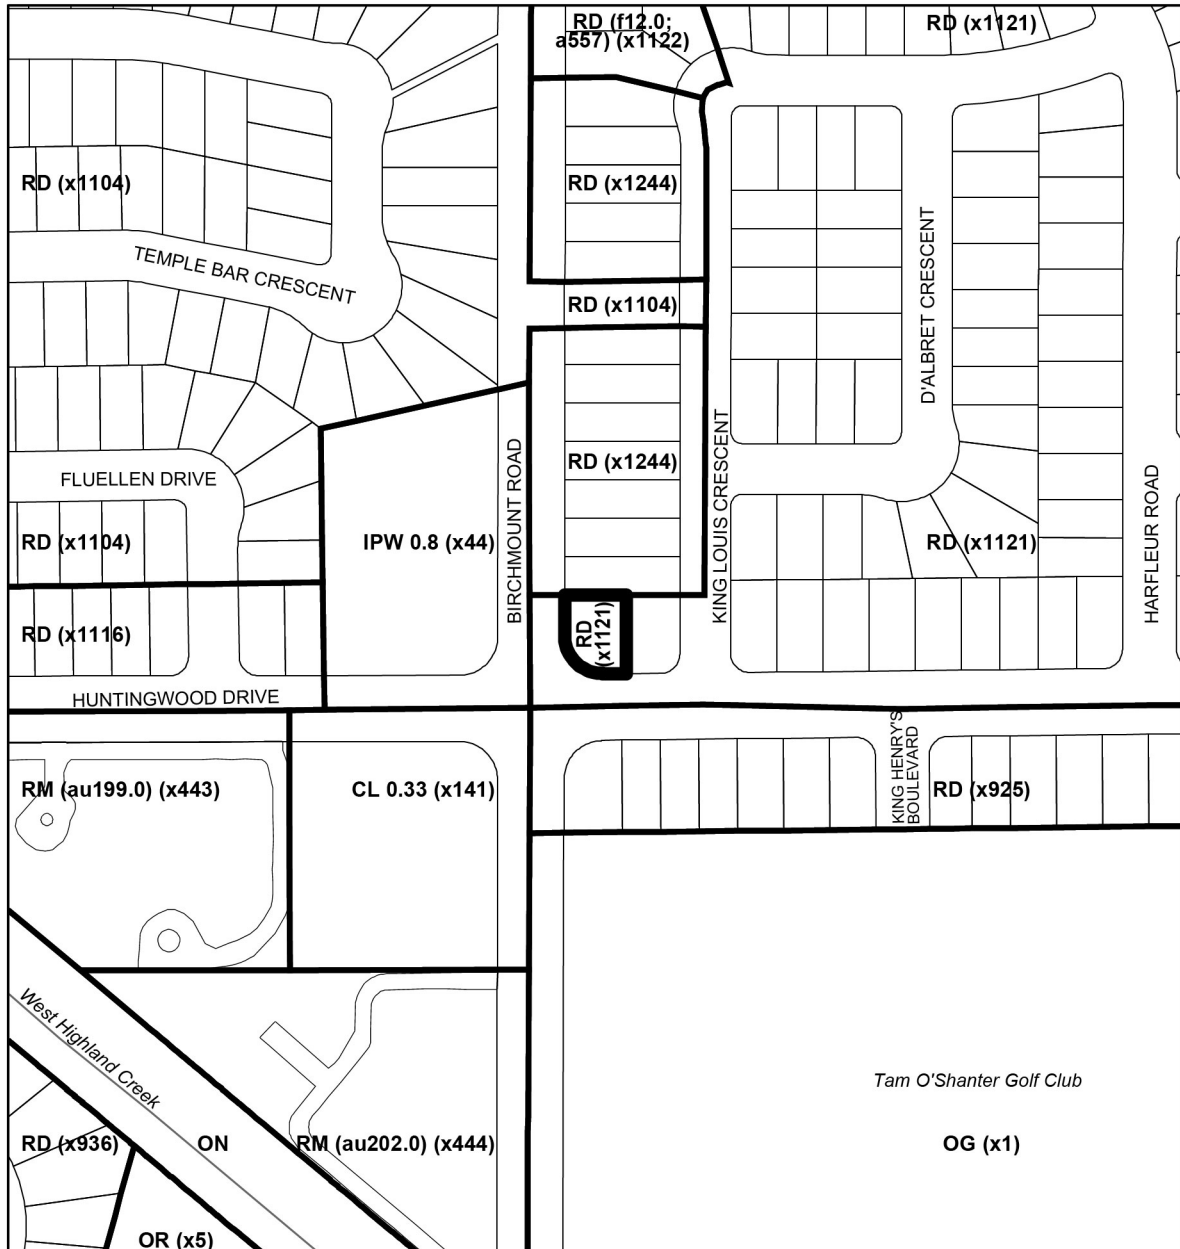 RD (f12.0;
a557) (x1122)
RD (x1121)
RD (x1104)
RD (x1244)
TEMPLE BAR CRESCENT
RD (x1104)
D'ALBRET CRESCENT
FLUELLEN DRIVE
BIRCHMOUNT ROAD
RD (x1244)
KING LOUIS CRESCENT
HARFLEUR ROAD
RD (x1104)
IPW 0.8 (x44)
RD (x1121)
RD (x1116)
RD
(x1121)
HUNTINGWOOD DRIVE
RM (au199.0) (x443)
CL 0.33 (x141)
KING HENRY'S
BOULEVARD
RD (x925)
West Highland Creek
Tam O'Shanter Golf Club
RD (x936)
ON
RM (au202.0) (x444)
OG (x1)
OR (x5)